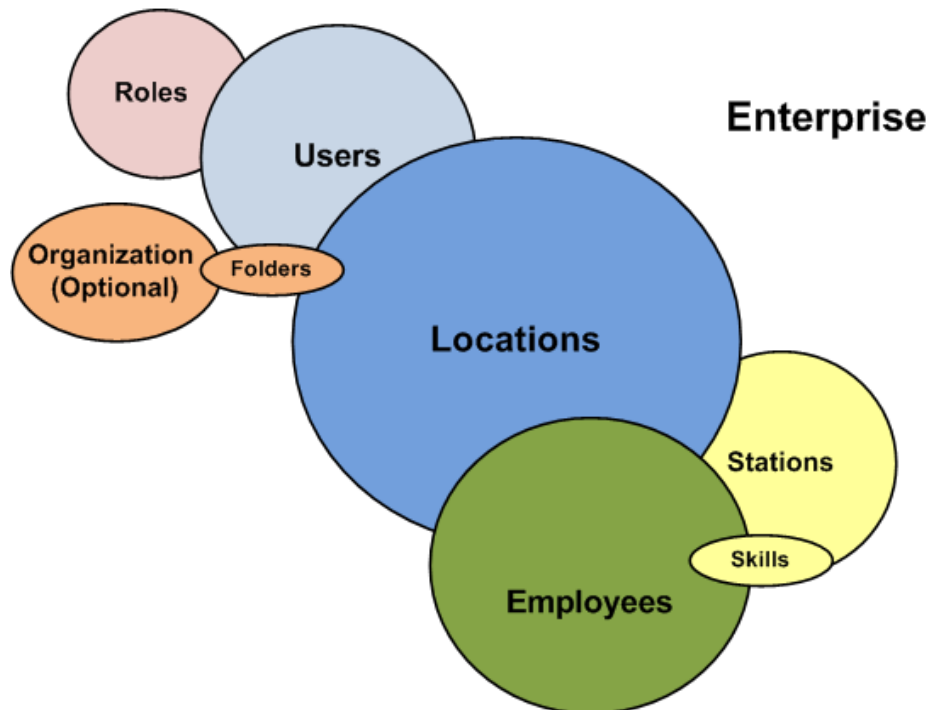 Roles
Enterprise
Users
Organization
(Optional)
Folders
Locations
Stations
Skills
Employees